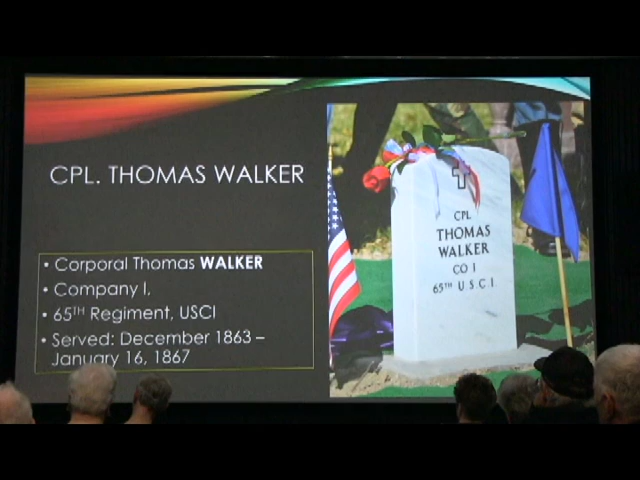 CPL. THOMAS WALKER
• Corporal Thomas WALKER
• Company I,
• 65TH Regiment, USCI
• Served: December 1863 –
January 16, 1867
CPL
THOMAS
WALKER
CO I
65TH U S C I